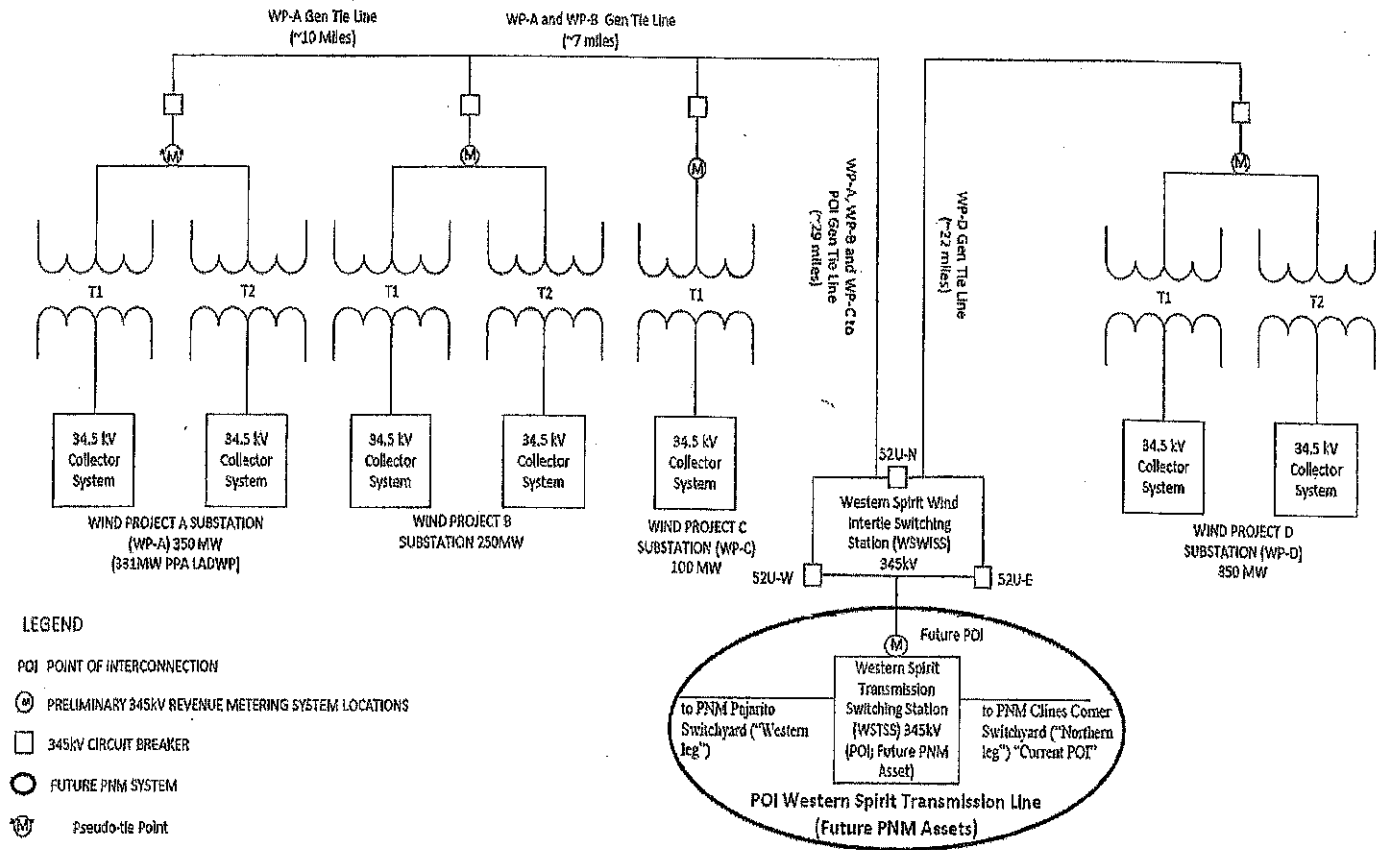 WP-A Gen Tie Line
(~10 Miles)
WP-A and WP-B Gen Tie Line
(~7 miles)
"M"
M
M
M
WP-A, WP-B and WP-C to
POI Gen Tie Line
(~29 miles)
WP-D Gen Tie Line
(~22 miles)
T1
T2
T1
T2
T1
T1
T2
34.5 kV
Collector
System
34.5 kV
Collector
System
34.5 kV
Collector
System
34.5 kV
Collector
System
34.5 kV
Collector
System
34.5 kV
Collector
System
34.5 kV
Collector
System
WIND PROJECT A SUBSTATION
(WP-A) 350 MW
(331MW PPA LADWP)
WIND PROJECT B
SUBSTATION 250MW
WIND PROJECT C
SUBSTATION (WP-C)
100 MW
WIND PROJECT D
SUBSTATION (WP-D)
350 MW
52U-N
Western Spirit Wind
Intertie Switching
Station (WSWISS)
345kV
52U-W
52U-E
M
Future POI
Western Spirit
Transmission
Switching Station
(WSTSS) 345kV
(POI; Future PNM
Asset)
to PNM Pajarito
Switchyard ("Western
leg")
to PNM Clines Corner
Switchyard ("Northern
leg") "Current POI"
POI Western Spirit Transmission Line
(Future PNM Assets)
LEGEND
POI POINT OF INTERCONNECTION
M PRELIMINARY 345kV REVENUE METERING SYSTEM LOCATIONS
345kV CIRCUIT BREAKER
FUTURE PNM SYSTEM
"M" Pseudo-tie Point